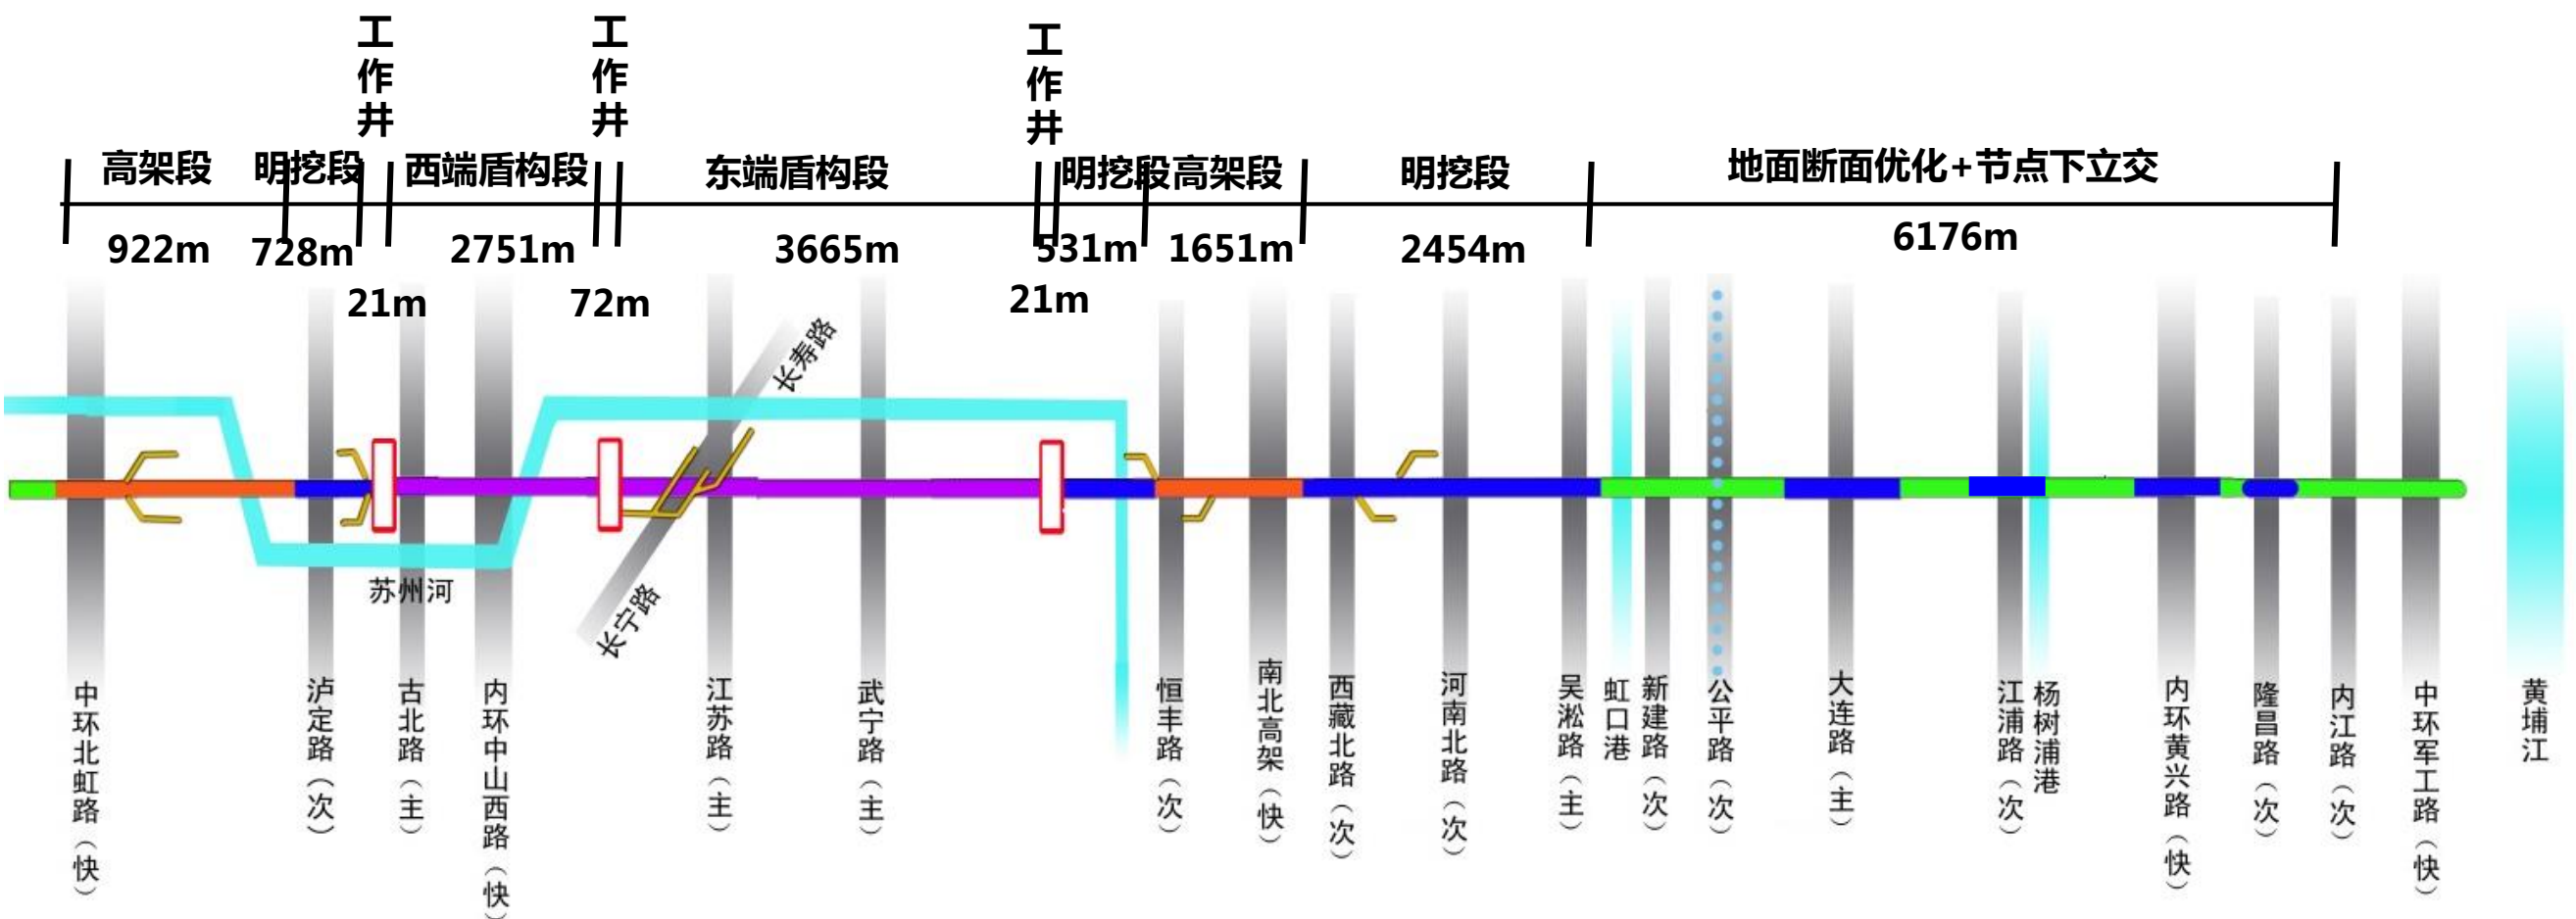 工作井
工作井
工作井
高架段
明挖段
西端盾构段
东端盾构段
明挖段
高架段
明挖段
地面断面优化+节点下立交
922m
728m
2751m
3665m
531m
1651m
2454m
6176m
21m
72m
21m
长寿路
苏州河
长宁路
中环北虹路（快）
泸定路（次）
古北路（主）
内环中山西路（快）
江苏路（主）
武宁路（主）
恒丰路（次）
南北高架（快）
西藏北路（次）
河南北路（次）
吴淞路（主）
虹口港
新建路（次）
公平路（次）
大连路（主）
江浦路（次）
杨树浦港
内环黄兴路（快）
隆昌路（次）
内江路（次）
中环军工路（快）
黄埔江